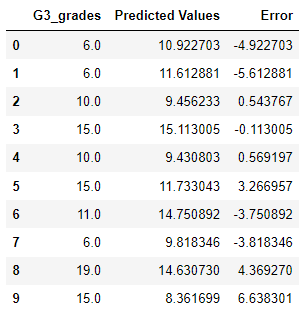 G3_grades Predicted Values Error
0 6.0 10.922703 -4.922703
1 6.0 11.612881 -5.612881
2 10.0 9.456233 0.543767
3 15.0 15.113005 -0.113005
4 10.0 9.430803 0.569197
5 15.0 11.733043 3.266957
6 11.0 14.750892 -3.750892
7 6.0 9.818346 -3.818346
8 19.0 14.630730 4.369270
9 15.0 8.361699 6.638301